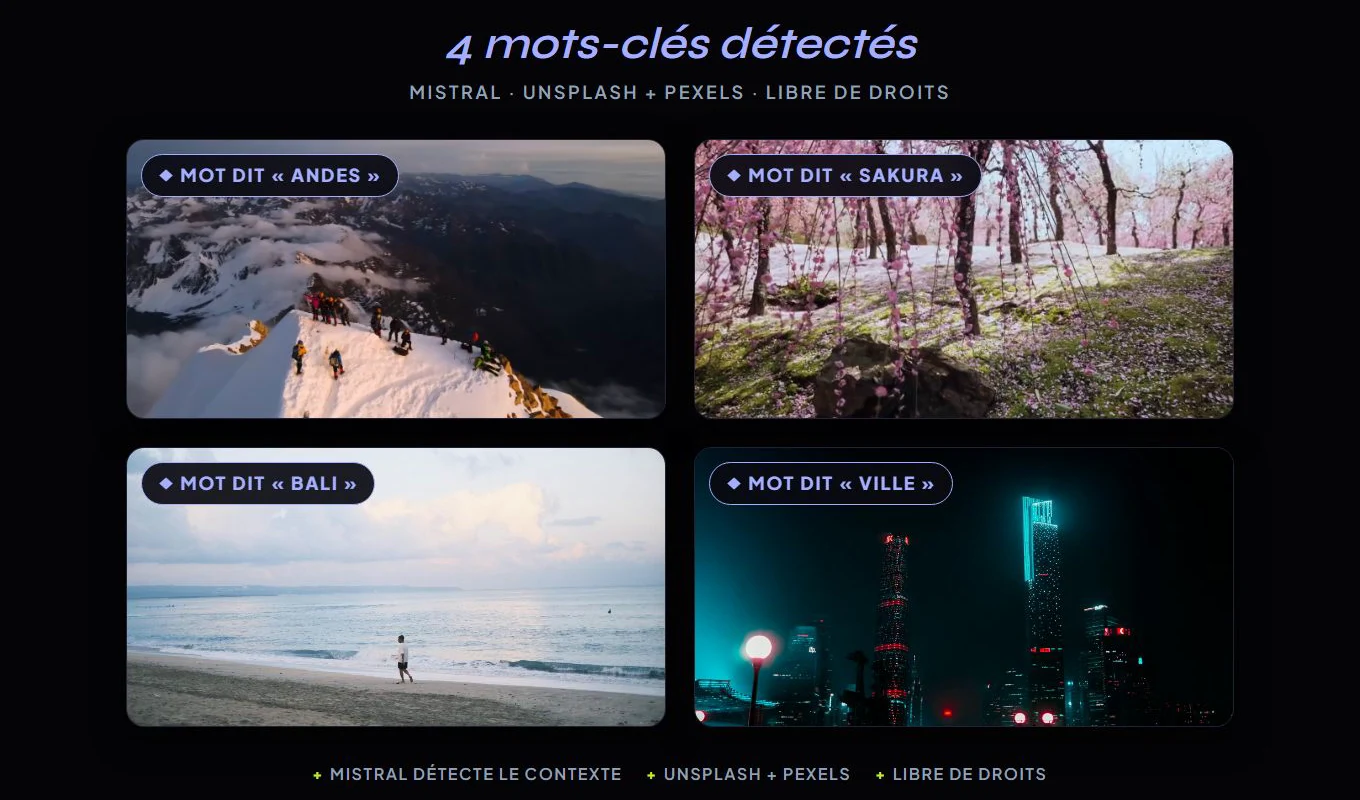 4 mots-clés détectés
MISTRAL · UNSPLASH + PEXELS · LIBRE DE DROITS
◆ MOT DIT « ANDES »
◆ MOT DIT « SAKURA »
◆ MOT DIT « BALI »
◆ MOT DIT « VILLE »
+ MISTRAL DÉTECTE LE CONTEXTE + UNSPLASH + PEXELS + LIBRE DE DROITS